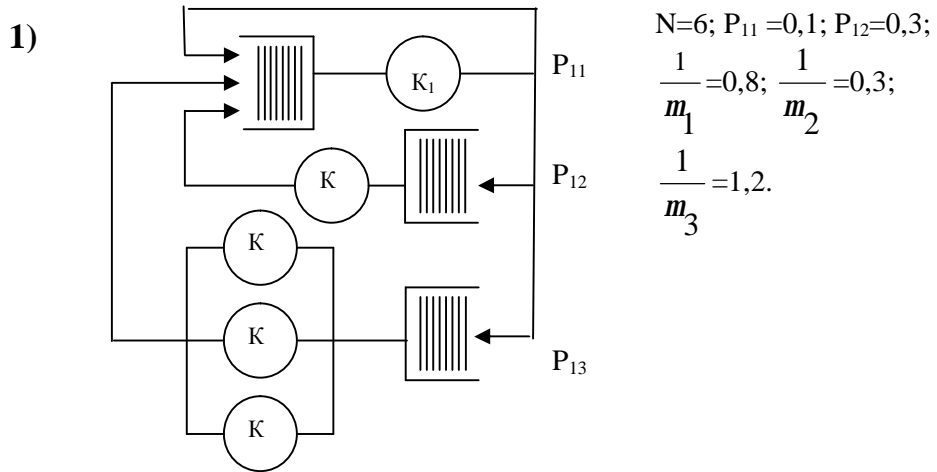 1)
N=6; P₁₁ =0,1; P₁₂=0,3;
1/m₁ =0,8; 1/m₂ =0,3;
1/m₃ =1,2.
K₁
P₁₁
K
P₁₂
K
K
K
P₁₃